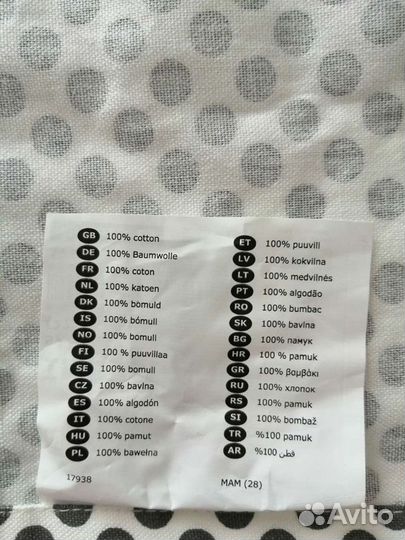 GB 100% cotton
DE 100% Baumwolle
FR 100% coton
NL 100% katoen
DK 100% bomuld
IS 100% bómull
NO 100% bomull
FI 100 % puuvillaa
SE 100% bomull
CZ 100% bavlna
ES 100% algodón
IT 100% cotone
HU 100% pamut
PL 100% bawełna
17938
ET 100% puuvill
LV 100% kokvilna
LT 100% medvilnės
PT 100% algodão
RO 100% bumbac
SK 100% bavlna
BG 100% памук
HR 100 % pamuk
GR 100% βαμβάκι
RU 100% хлопок
RS 100% pamuk
SI 100% bombaž
TR %100 pamuk
AR %100 قطن
MAM (28)
Avito